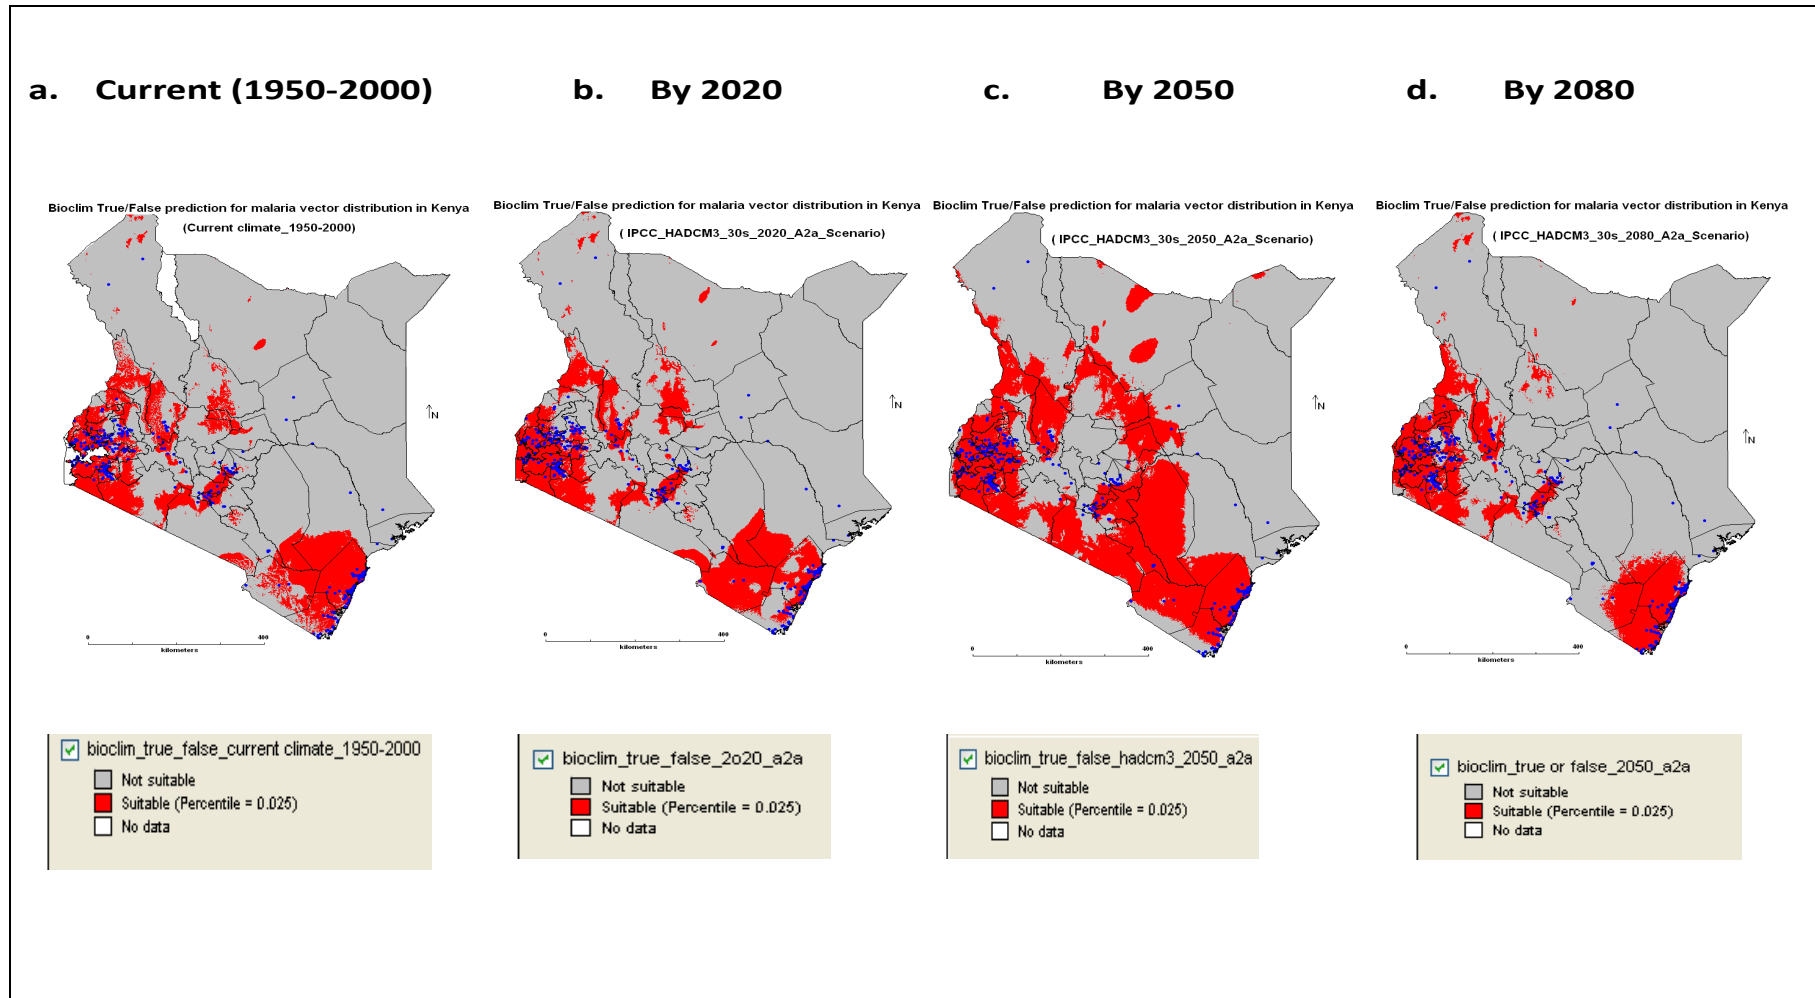 a. Current (1950-2000)
b. By 2020
c. By 2050
d. By 2080
Bioclim True/False prediction for malaria vector distribution in Kenya
(Current climate_1950-2000)
N
0 400
kilometers
Bioclim True/False prediction for malaria vector distribution in Kenya
( IPCC_HADCM3_30s_2020_A2a_Scenario)
N
0 400
kilometers
Bioclim True/False prediction for malaria vector distribution in Kenya
( IPCC_HADCM3_30s_2050_A2a_Scenario)
N
0 400
kilometers
Bioclim True/False prediction for malaria vector distribution in Kenya
( IPCC_HADCM3_30s_2080_A2a_Scenario)
N
0 400
kilometers
bioclim_true_false_current climate_1950-2000
Not suitable
Suitable (Percentile = 0.025)
No data
bioclim_true_false_2o20_a2a
Not suitable
Suitable (Percentile = 0.025)
No data
bioclim_true_false_hadcm3_2050_a2a
Not suitable
Suitable (Percentile = 0.025)
No data
bioclim_true or false_2050_a2a
Not suitable
Suitable (Percentile = 0.025)
No data